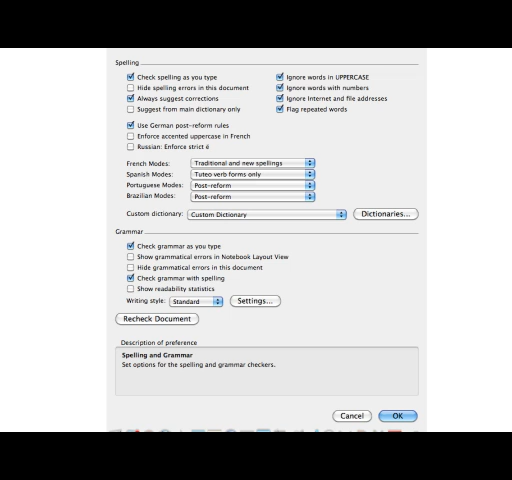 Spelling
Check spelling as you type
Ignore words in UPPERCASE
Hide spelling errors in this document
Ignore words with numbers
Always suggest corrections
Ignore Internet and file addresses
Suggest from main dictionary only
Flag repeated words
Use German post-reform rules
Enforce accented uppercase in French
Russian: Enforce strict ё
French Modes: Traditional and new spellings
Spanish Modes: Tuteo verb forms only
Portuguese Modes: Post-reform
Brazilian Modes: Post-reform
Custom dictionary: Custom Dictionary Dictionaries...
Grammar
Check grammar as you type
Show grammatical errors in Notebook Layout View
Hide grammatical errors in this document
Check grammar with spelling
Show readability statistics
Writing style: Standard Settings...
Recheck Document
Description of preference
Spelling and Grammar
Set options for the spelling and grammar checkers.
Cancel OK